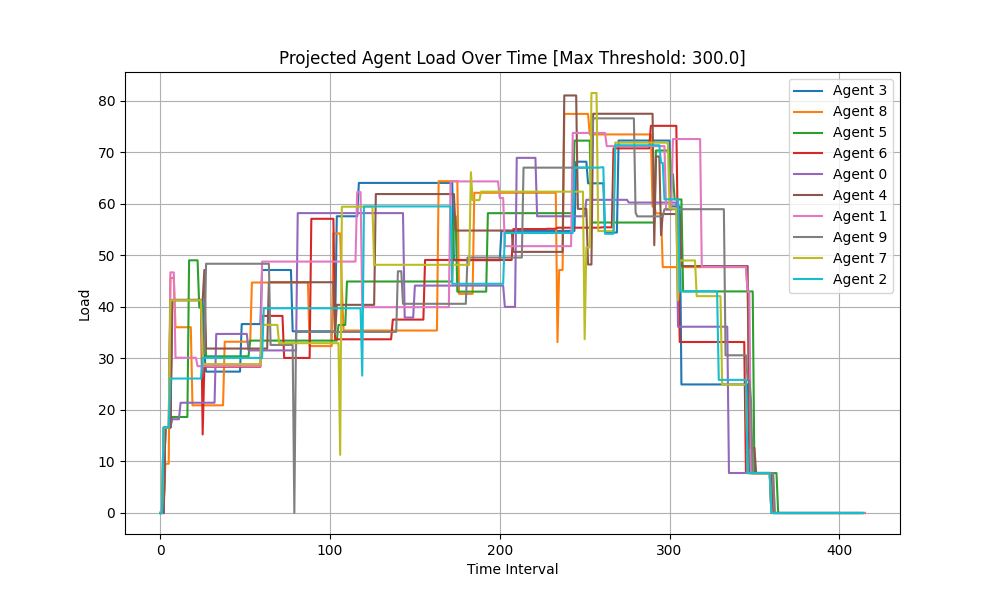 Projected Agent Load Over Time [Max Threshold: 300.0]
Load
80
70
60
50
40
30
20
10
0
0 100 200 300 400
Time Interval
Agent 3
Agent 8
Agent 5
Agent 6
Agent 0
Agent 4
Agent 1
Agent 9
Agent 7
Agent 2